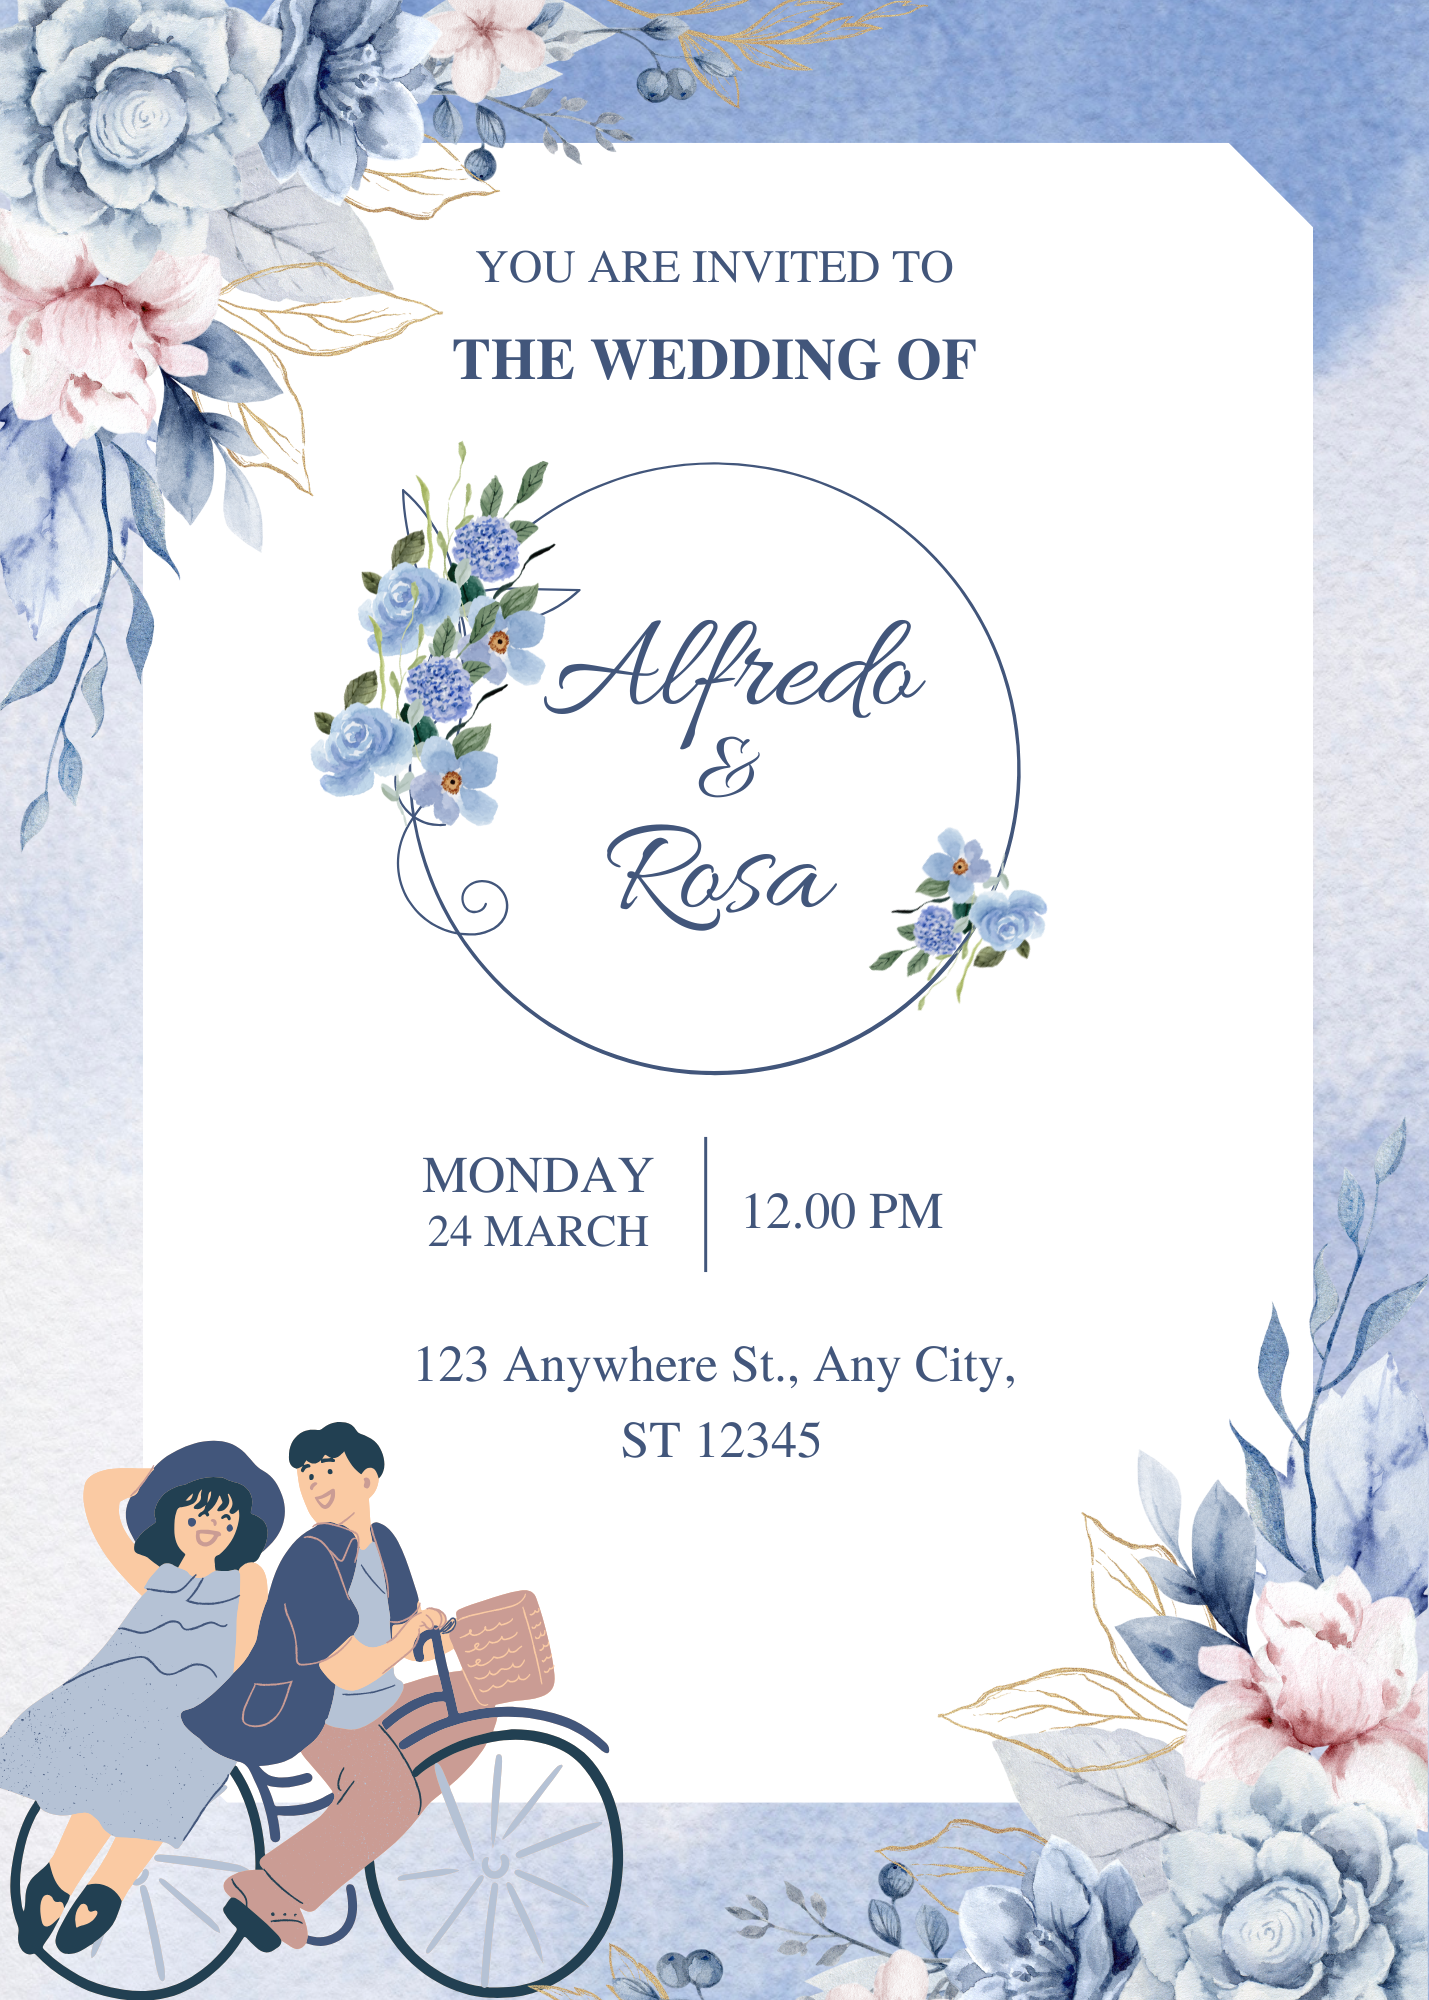 YOU ARE INVITED TO
THE WEDDING OF
Alfredo
&
Rosa
MONDAY
24 MARCH
12.00 PM
123 Anywhere St., Any City,
ST 12345